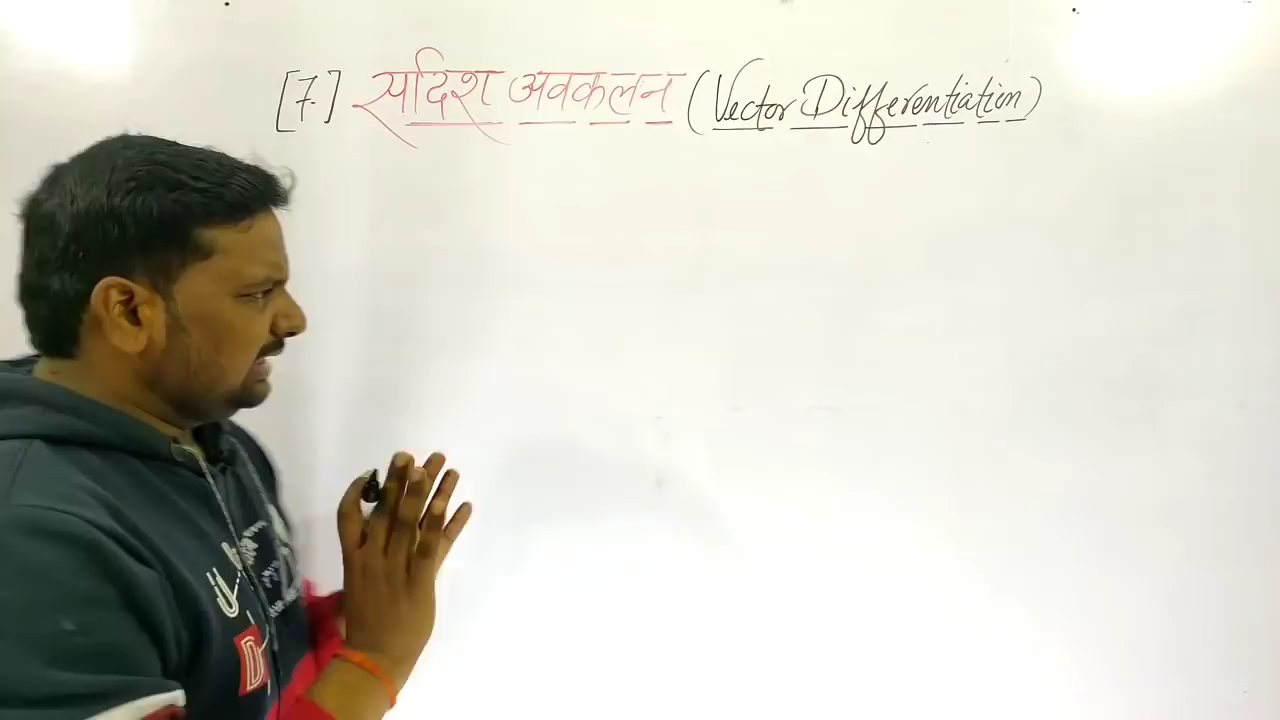 [7.] सदिश अवकलन (Vector Differentiation)